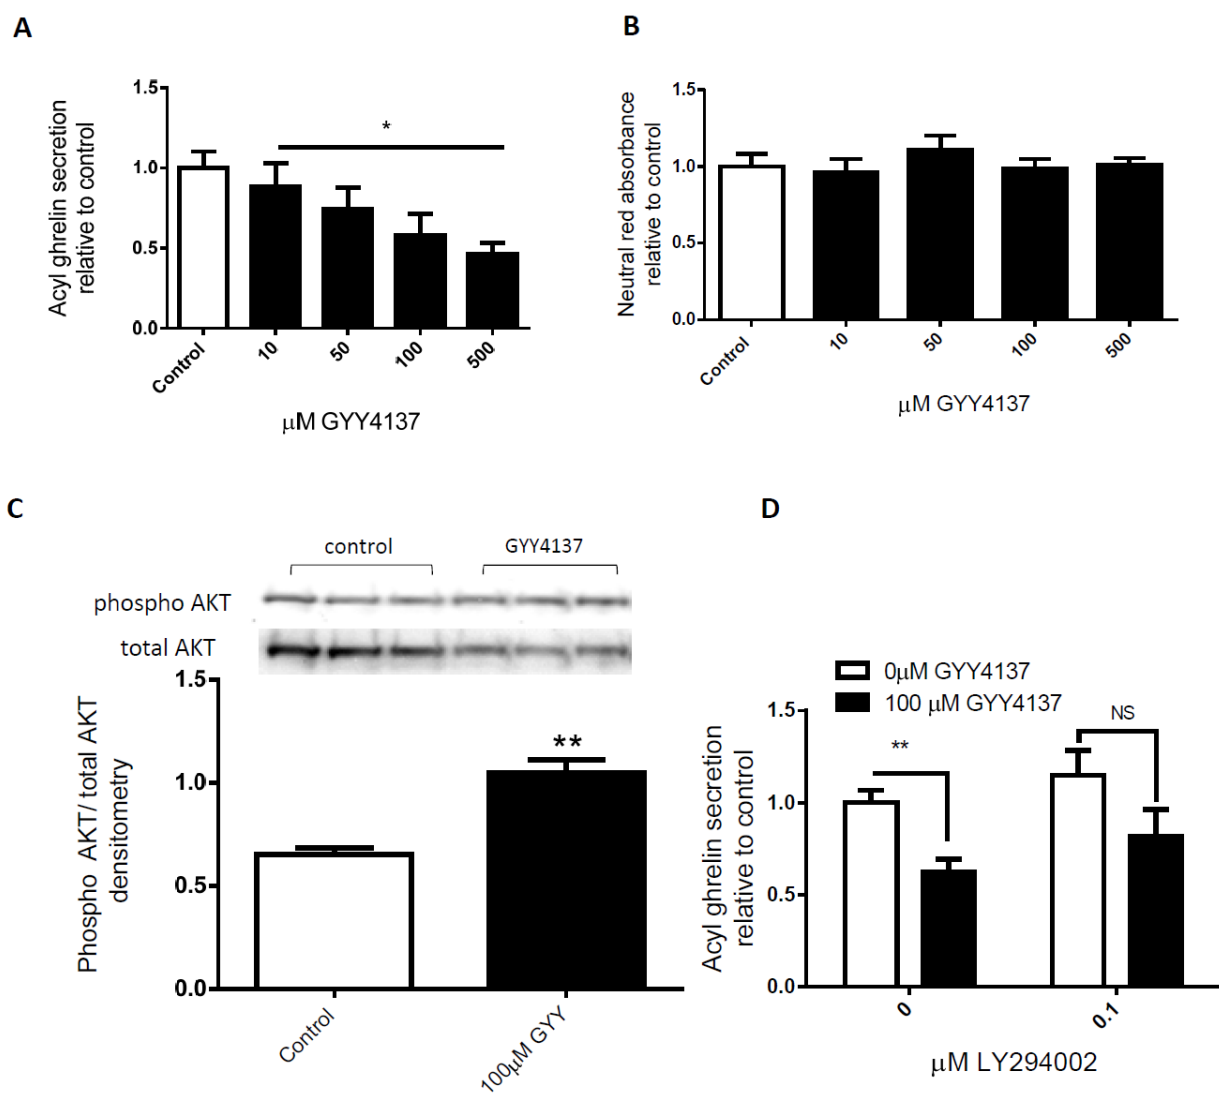 A
Acyl ghrelin secretion
relative to control
1.5
1.0
0.5
0.0
*
Control
10
50
100
500
μM GYY4137
B
Neutral red absorbance
relative to control
1.5
1.0
0.5
0.0
Control
10
50
100
500
μM GYY4137
C
control
GYY4137
phospho AKT
total AKT
Phospho AKT/ total AKT
densitometry
1.5
1.0
0.5
0.0
**
Control
100μM GYY
D
0μM GYY4137
100 μM GYY4137
Acyl ghrelin secretion
relative to control
1.5
1.0
0.5
0.0
**
NS
0
0.1
μM LY294002